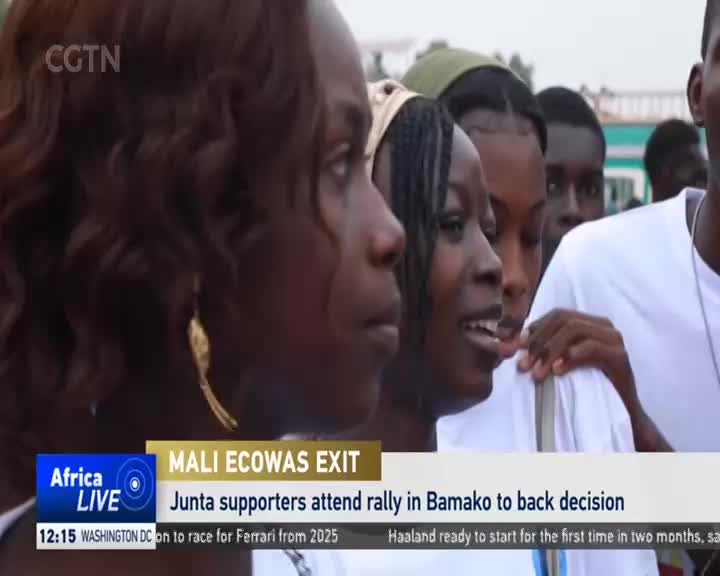 CGTN
MALI ECOWAS EXIT
Africa
LIVE
Junta supporters attend rally in Bamako to back decision
12:15 WASHINGTON DC
on to race for Ferrari from 2025 Haaland ready to start for the first time in two months, sa